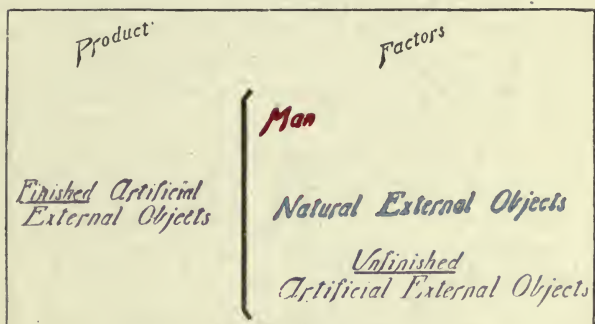 Product
Factors
Man
Finished Artificial
External Objects
Natural External Objects
Unfinished
Artificial External Objects